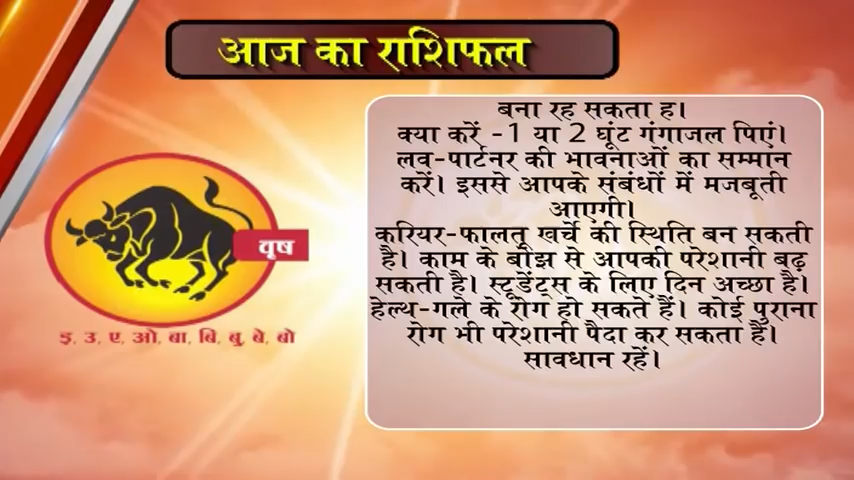 आज का राशिफल
बना रह सकता ह।
क्या करें -1 या 2 घूंट गंगाजल पिएं।
लव-पार्टनर की भावनाओं का सम्मान
करें। इससे आपके संबंधों में मजबूती
आएगी।
करियर-फालतू खर्चे की स्थिति बन सकती
है। काम के बोझ से आपकी परेशानी बढ़
सकती है। स्टूडेंट्स के लिए दिन अच्छा है।
हेल्थ-गले के रोग हो सकते हैं। कोई पुराना
रोग भी परेशानी पैदा कर सकता है।
सावधान रहें।
वृष
इ, उ, ए, ओ, बा, बि, बु, बे, बो